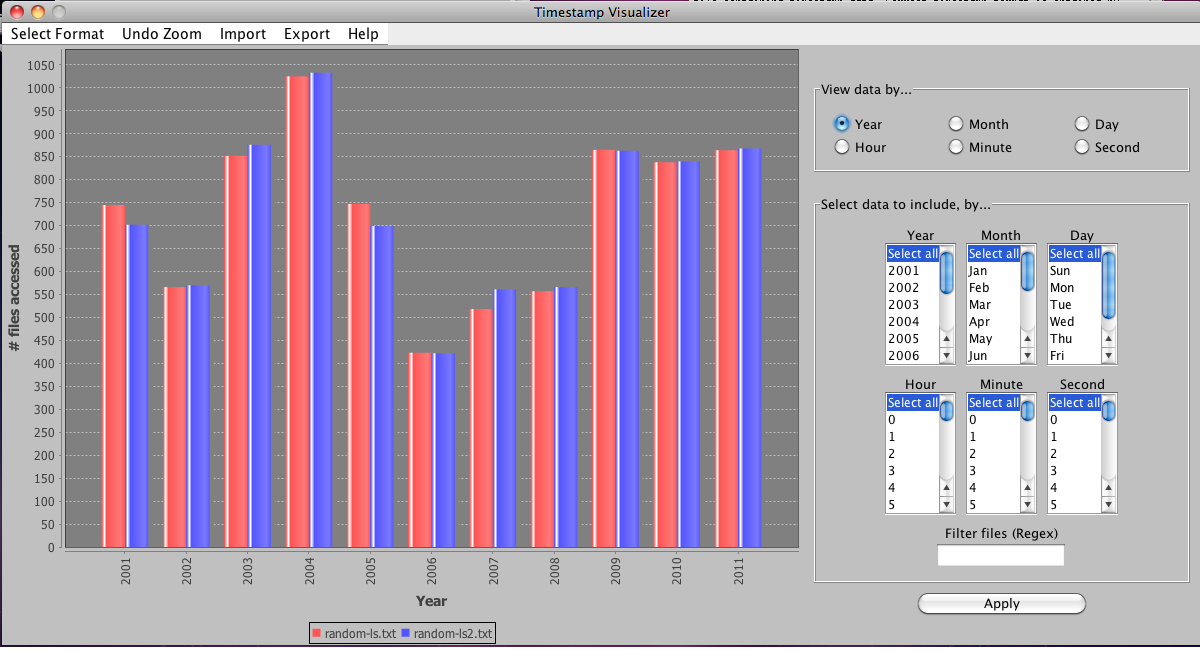 Timestamp Visualizer
Select Format Undo Zoom Import Export Help
1050
1000
950
900
850
800
750
700
650
600
550
500
450
400
350
300
250
200
150
100
50
0
# files accessed
2001 2002 2003 2004 2005 2006 2007 2008 2009 2010 2011
Year
random-ls.txt random-ls2.txt
View data by...
Year Month Day
Hour Minute Second
Select data to include, by...
Year Month Day
Select all Select all Select all
2001 Jan Sun
2002 Feb Mon
2003 Mar Tue
2004 Apr Wed
2005 May Thu
2006 Jun Fri
Hour Minute Second
Select all Select all Select all
0 0 0
1 1 1
2 2 2
3 3 3
4 4 4
5 5 5
Filter files (Regex)
Apply